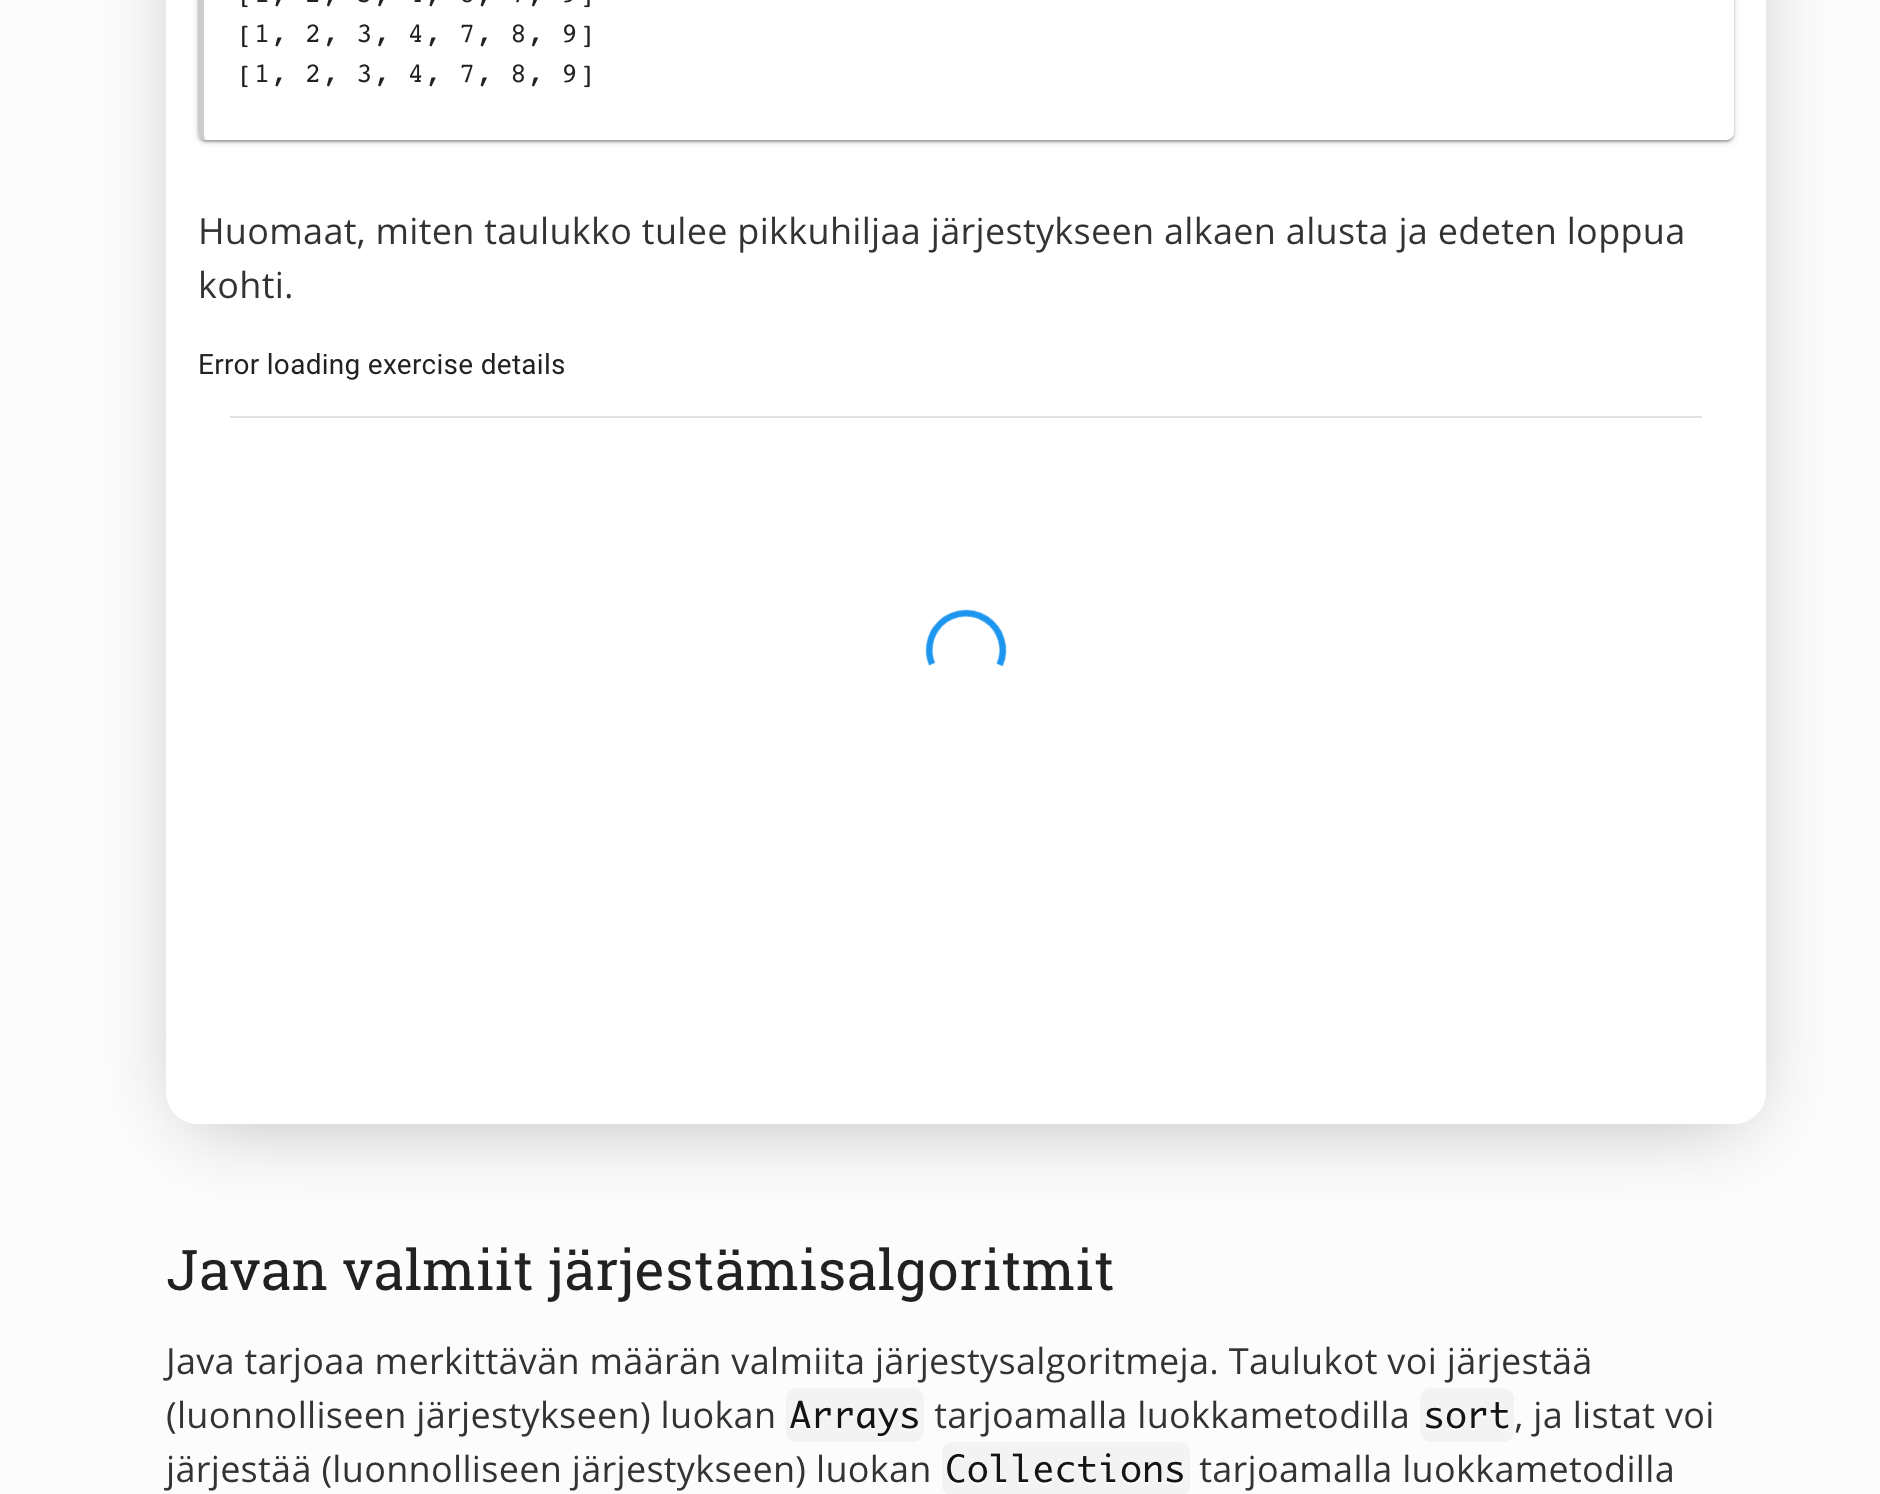 [1, 2, 3, 4, 7, 8, 9]
[1, 2, 3, 4, 7, 8, 9]
Huomaat, miten taulukko tulee pikkuhiljaa järjestykseen alkaen alusta ja edeten loppua
kohti.
Error loading exercise details
Javan valmiit järjestämisalgoritmit
Java tarjoaa merkittävän määrän valmiita järjestysalgoritmeja. Taulukot voi järjestää
(luonnolliseen järjestykseen) luokan Arrays tarjoamalla luokkametodilla sort, ja listat voi
järjestää (luonnolliseen järjestykseen) luokan Collections tarjoamalla luokkametodilla